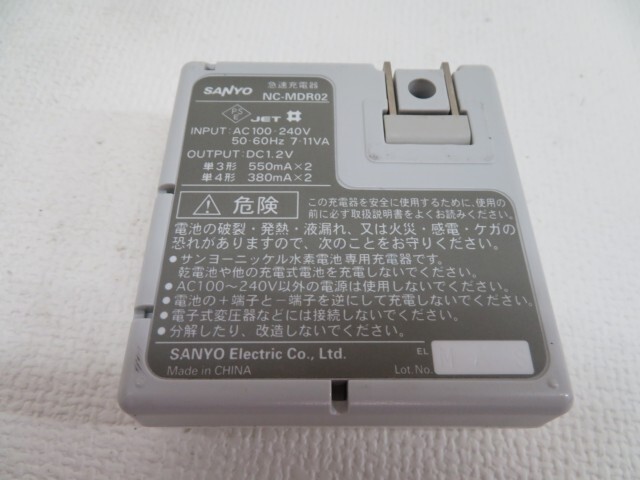 SANYO 急速充電器 NC-MDR02
PS E JET
INPUT:AC100-240V
50-60Hz 7-11VA
OUTPUT:DC1.2V
単3形 550mA×2
単4形 380mA×2
危険
この充電器を安全に使用するために、使用の
前に必ず取扱説明書をよくお読みください。
電池の破裂・発熱・液漏れ、又は火災・感電・ケガの
恐れがありますので、次のことをお守りください。
・サンヨーニッケル水素電池専用充電器です。
乾電池や他の充電式電池を充電しないでください。
・AC100～240V以外の電源は使用しないでください。
・電池の＋端子と－端子を逆にして充電しないでください。
・電子式変圧器などには接続しないでください。
・分解したり、改造しないでください。
SANYO Electric Co., Ltd.
Made in CHINA
EL
Lot.No.